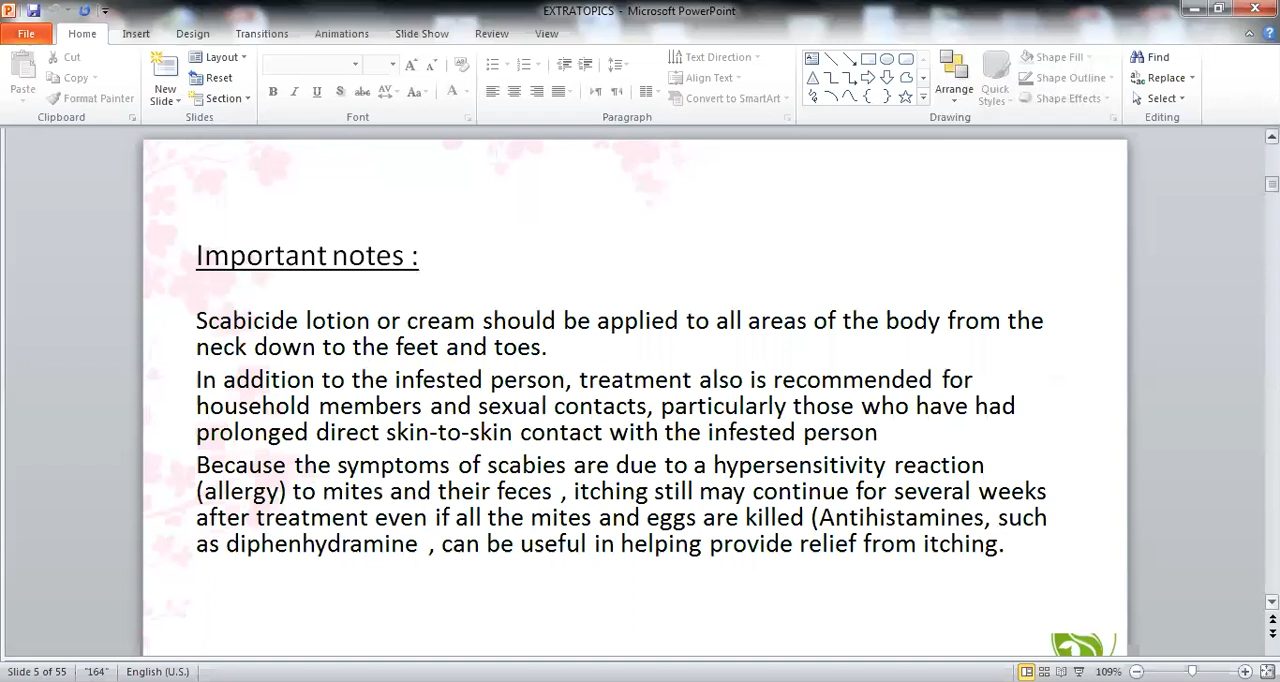 EXTRATOPICS - Microsoft PowerPoint
File Home Insert Design Transitions Animations Slide Show Review View
Paste
Cut
Copy
Format Painter
Clipboard
New Slide
Layout
Reset
Section
Slides
B I U S abc AV Aa A
Font
Text Direction
Align Text
Convert to SmartArt
Paragraph
Arrange
Quick Styles
Shape Fill
Shape Outline
Shape Effects
Drawing
Find
Replace
Select
Editing
Important notes :
Scabicide lotion or cream should be applied to all areas of the body from the
neck down to the feet and toes.
In addition to the infested person, treatment also is recommended for
household members and sexual contacts, particularly those who have had
prolonged direct skin-to-skin contact with the infested person
Because the symptoms of scabies are due to a hypersensitivity reaction
(allergy) to mites and their feces , itching still may continue for several weeks
after treatment even if all the mites and eggs are killed (Antihistamines, such
as diphenhydramine , can be useful in helping provide relief from itching.
Slide 5 of 55 "164" English (U.S.) 109%